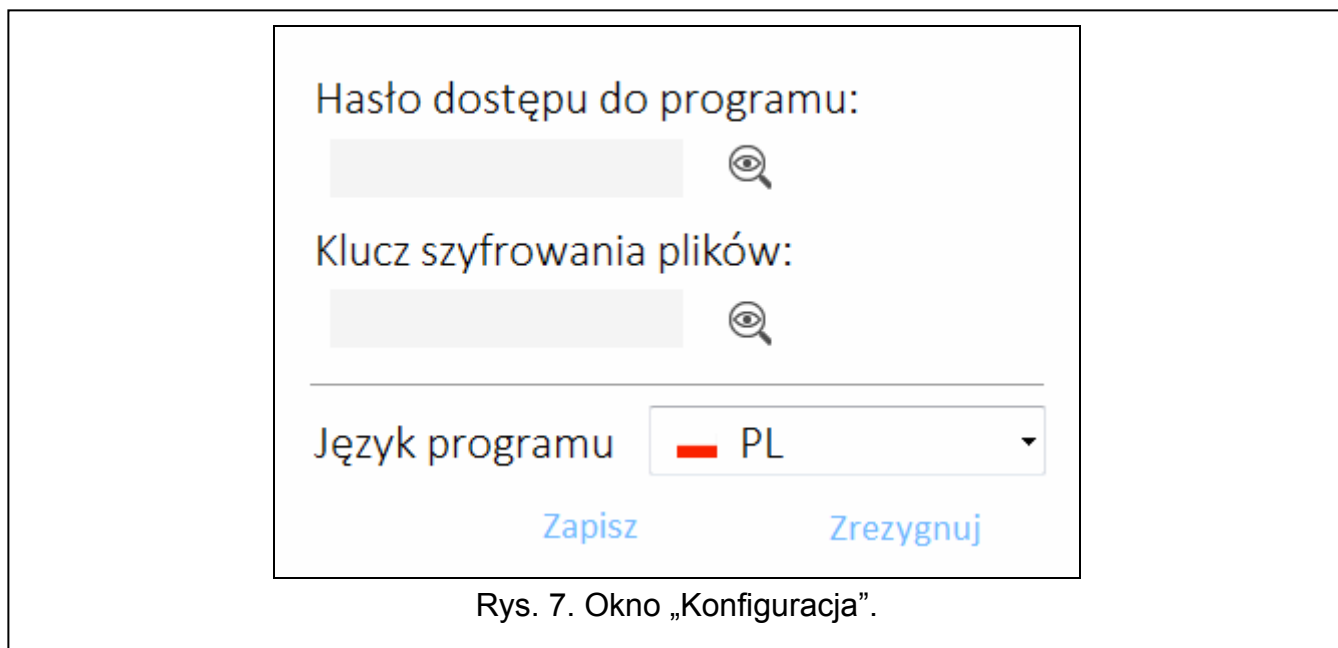 Hasło dostępu do programu:
Klucz szyfrowania plików:
Język programu PL
Zapisz Zrezygnuj
Rys. 7. Okno „Konfiguracja”.